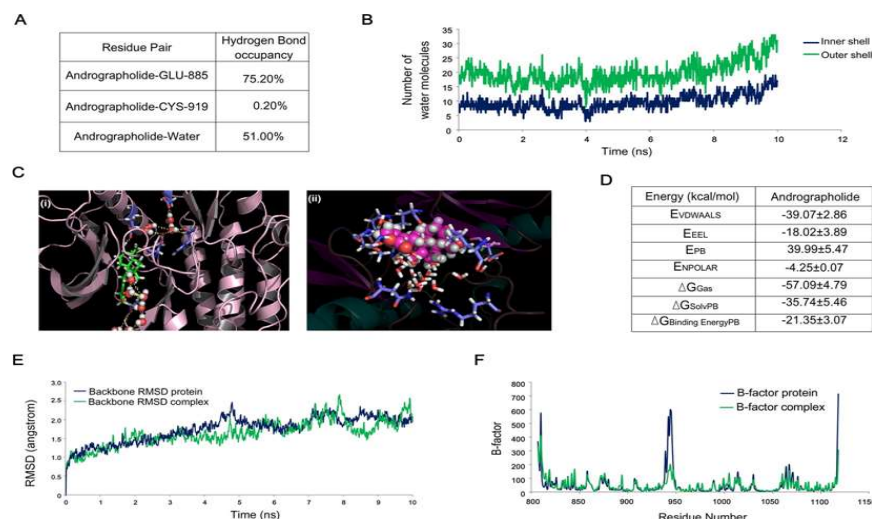 A
Residue Pair Hydrogen Bond occupancy
Andrographolide-GLU-885 75.20%
Andrographolide-CYS-919 0.20%
Andrographolide-Water 51.00%
B
Number of water molecules
35
30
25
20
15
10
5
0
0 2 4 6 8 10 12
Time (ns)
Inner shell
Outer shell
C
(i)
(ii)
D
Energy (kcal/mol) Andrographolide
EVDWAALS -39.07±2.86
EEEL -18.02±3.89
EPB 39.99±5.47
ENPOLAR -4.25±0.07
△GGas -57.09±4.79
△GSolvPB -35.74±5.46
△GBinding EnergyPB -21.35±3.07
E
RMSD (angstrom)
3.0
2.5
2.0
1.5
1.0
.5
0
Backbone RMSD protein
Backbone RMSD complex
0 1 2 3 4 5 6 7 8 9 10
Time (ns)
F
B-factor
800
700
600
500
400
300
200
100
0
B-factor protein
B-factor complex
800 850 900 950 1000 1050 1100 1150
Residue Number